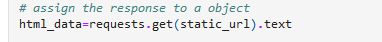 # assign the response to a object
html_data=requests.get(static_url).text